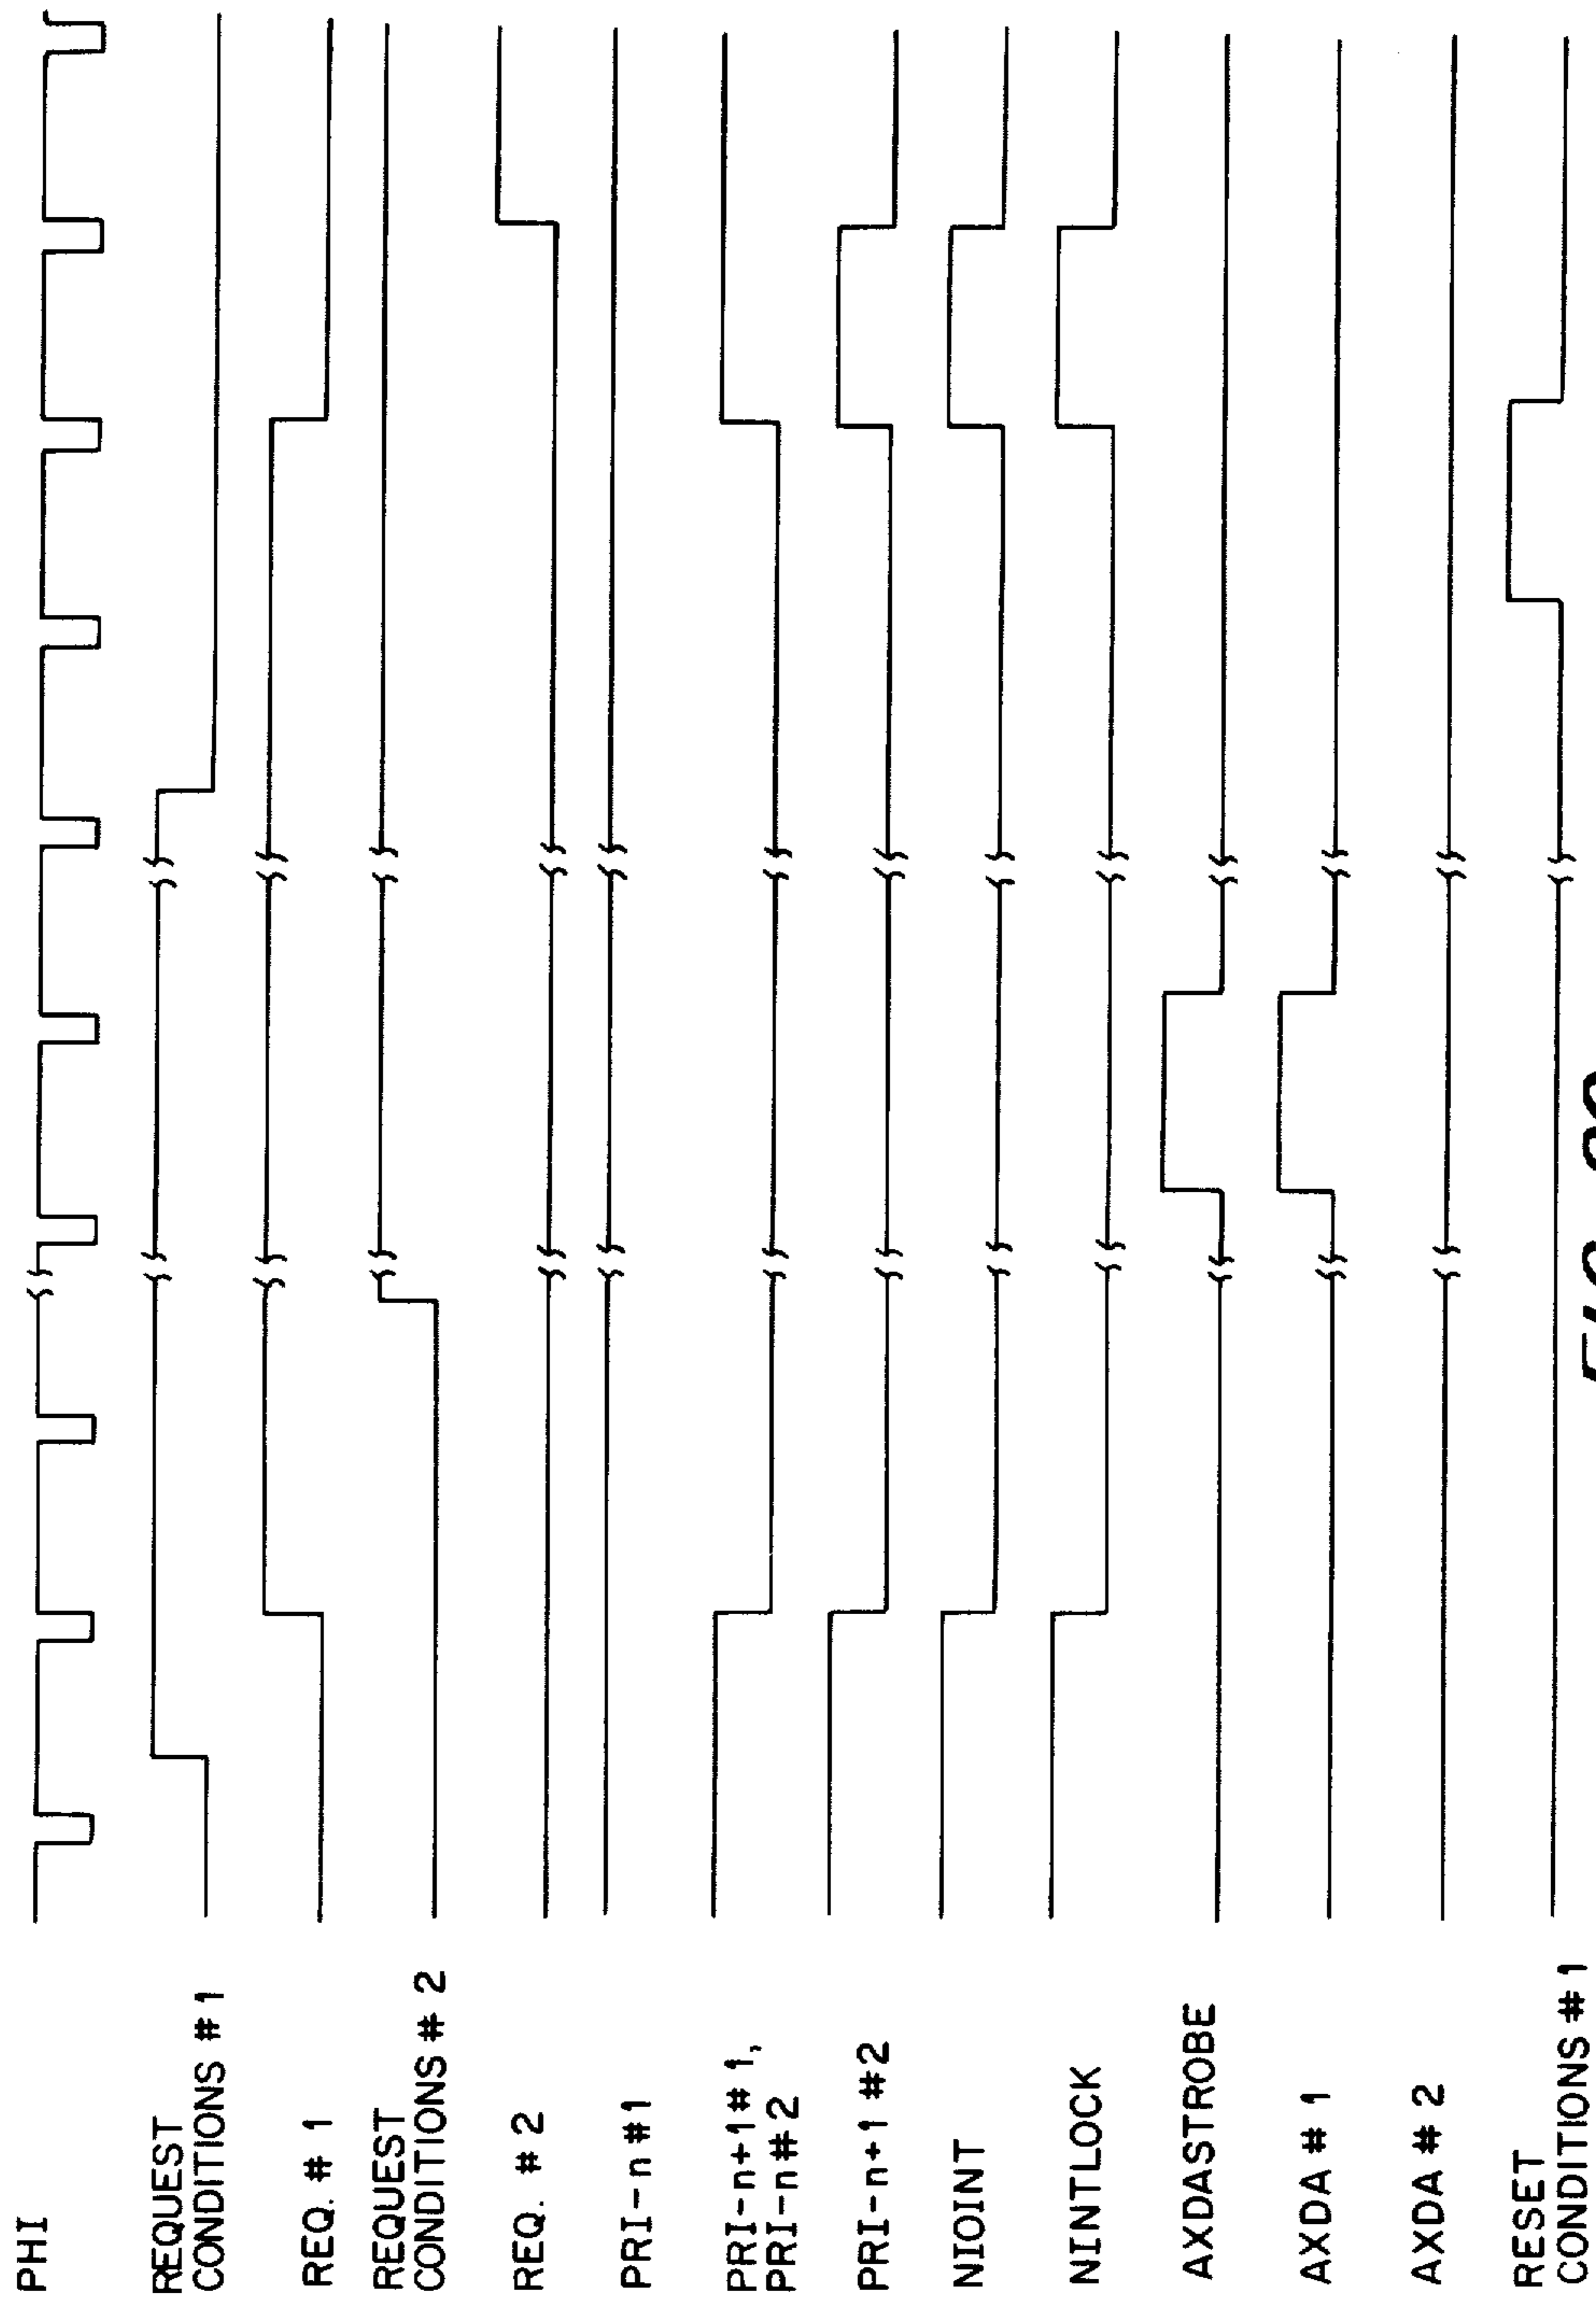 PHI
REQUEST
CONDITIONS #1
REQ. # 1
REQUEST
CONDITIONS # 2
REQ. # 2
PRI-n #1
PRI-n+1# 1,
PRI-n# 2
PRI-n+1 #2
NIOINT
NINTLOCK
AXDASTROBE
AXDA # 1
AXDA # 2
RESET
CONDITIONS #1